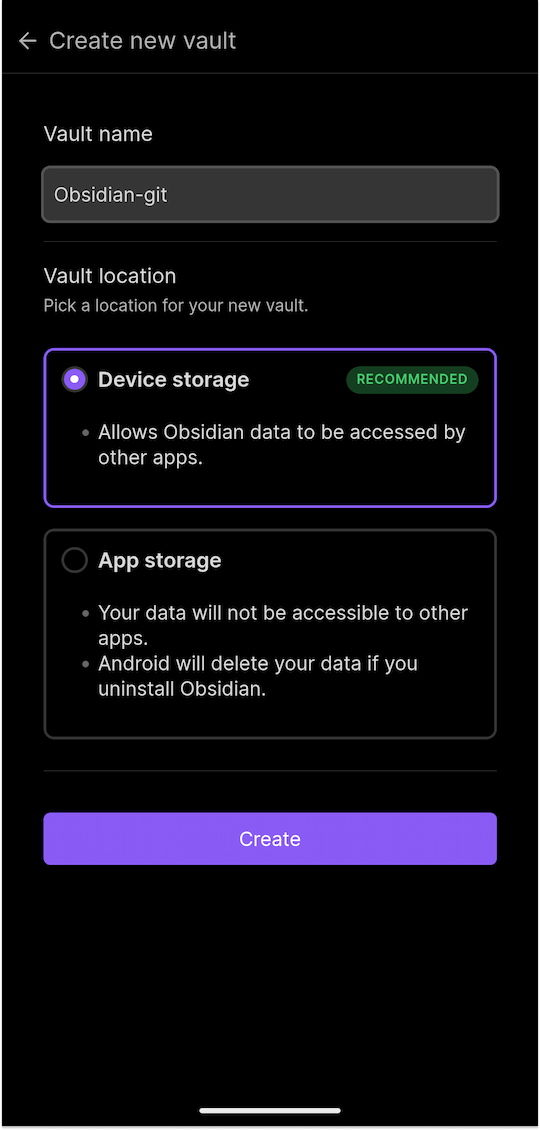 Create new vault
Vault name
Obsidian-git
Vault location
Pick a location for your new vault.
Device storage
RECOMMENDED
Allows Obsidian data to be accessed by
other apps.
App storage
Your data will not be accessible to other
apps.
Android will delete your data if you
uninstall Obsidian.
Create